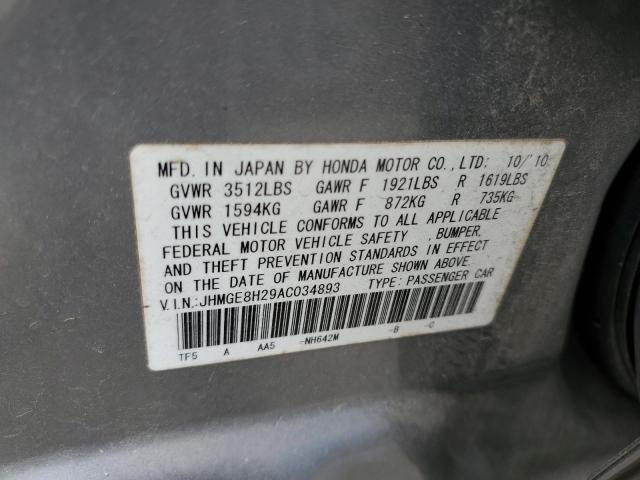 MFD. IN JAPAN BY HONDA MOTOR CO., LTD: 10/'10
GVWR 3512LBS GAWR F 1921LBS R 1619LBS
GVWR 1594KG GAWR F 872KG R 735KG
THIS VEHICLE CONFORMS TO ALL APPLICABLE
FEDERAL MOTOR VEHICLE SAFETY , BUMPER,
AND THEFT PREVENTION STANDARDS IN EFFECT
ON THE DATE OF MANUFACTURE SHOWN ABOVE.
V.I.N.:JHMGE8H29AC034893 TYPE: PASSENGER CAR
TF5 A AA5 -NH642M -B -C